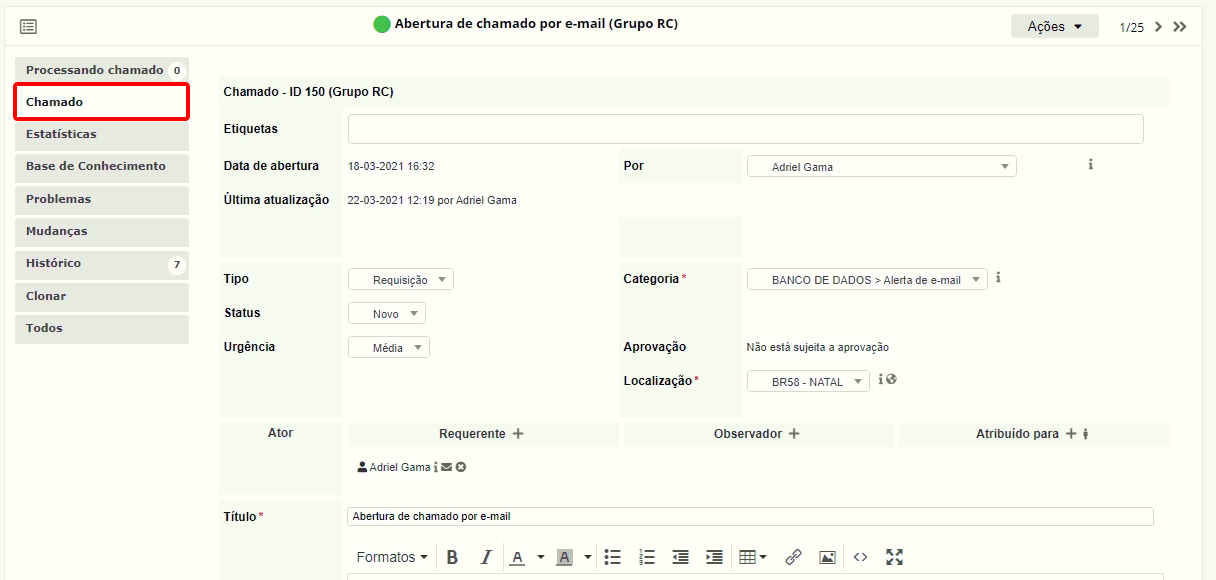 Abertura de chamado por e-mail (Grupo RC)
Ações
1/25
Processando chamado 0
Chamado
Estatísticas
Base de Conhecimento
Problemas
Mudanças
Histórico 7
Clonar
Todos
Chamado - ID 150 (Grupo RC)
Etiquetas
Data de abertura 18-03-2021 16:32 Por Adriel Gama
Última atualização 22-03-2021 12:19 por Adriel Gama
Tipo Requisição Categoria* BANCO DE DADOS > Alerta de e-mail
Status Novo
Urgência Média Aprovação Não está sujeita a aprovação
Localização* BR58 - NATAL
Ator Requerente + Observador + Atribuído para +
Adriel Gama
Título* Abertura de chamado por e-mail
Formatos B I A A